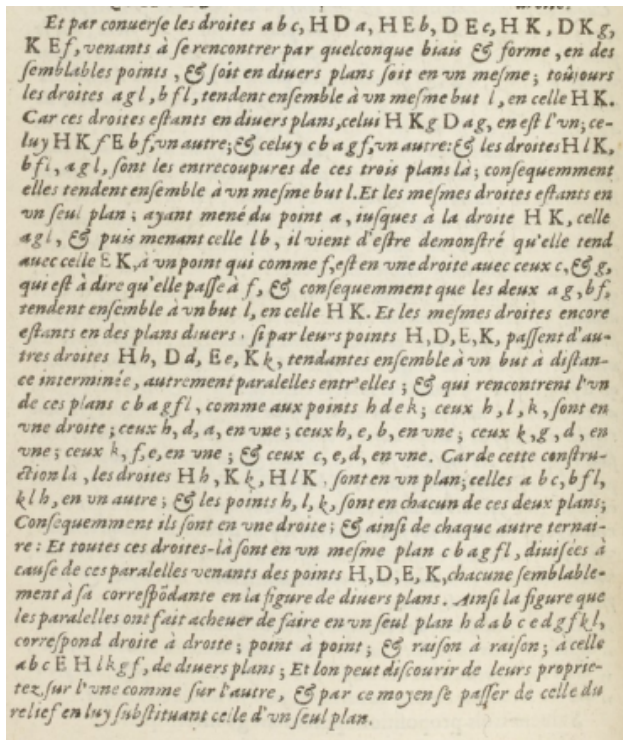 Et par conuerse les droites a b c, H D a, H E b, D E c, H K, D K g,
K E f, venants à se rencontrer par quelconque biais & forme, en des
semblables points, & soit en diuers plans soit en vn mesme; toûjours
les droites a g l, b f l, tendent ensemble à vn mesme but l, en celle H K.
Car ces droites estants en diuers plans, celui H K g D a g, en est l'vn; ce-
luy H K f E b f, vn autre; & celuy c b a g f, vn autre: & les droites H l K,
b f l, a g l, sont les entrecoupures de ces trois plans là; consequemment
elles tendent ensemble à vn mesme but l. Et les mesmes droites estants en
vn seul plan; ayant mené du point a, iusques à la droite H K, celle
a g l, & puis menant celle l b, il vient d'estre demonstré qu'elle tend
auec celle E K, à vn point qui comme f, est en vne droite auec ceux c, & g,
qui est à dire qu'elle passe à f, & consequemment que les deux a g, b f,
tendent ensemble à vn but l, en celle H K. Et les mesmes droites encore
estants en des plans diuers, si par leurs points H, D, E, K, passent d'au-
tres droites H h, D d, E e, K k, tendantes ensemble à vn but à distan-
ce interminée, autrement paralelles entr'elles; & qui rencontrent l'vn
de ces plans c b a g f l, comme aux points h d e k; ceux h, l, k, sont en
vne droite; ceux h, d, a, en vne; ceux h, e, b, en vne; ceux k, g, d, en
vne; ceux k, f, e, en vne; & ceux c, e, d, en vne. Car de cette constru-
ction la, les droites H h, K k, H l K, sont en vn plan; celles a b c, b f l,
k l h, en vn autre; & les points h, l, k, sont en chacun de ces deux plans;
Consequemment ils sont en vne droite; & ainsi de chaque autre ternai-
re: Et toutes ces droites-là sont en vn mesme plan c b a g f l, diuisées à
cause de ces paralelles venants des points H, D, E, K, chacune semblable-
ment à sa correspōdante en la figure de diuers plans. Ainsi la figure que
les paralelles ont fait acheuer de faire en vn seul plan h d a b c e d g f k l,
correspond droite à droite; point à point; & raison à raison; a celle
a b c E H l k g f, de diuers plans; Et lon peut discourir de leurs proprie-
tez, sur l'vne comme sur l'autre, & par ce moyen se passer de celle du
relief en luy substituant celle d'vn seul plan.